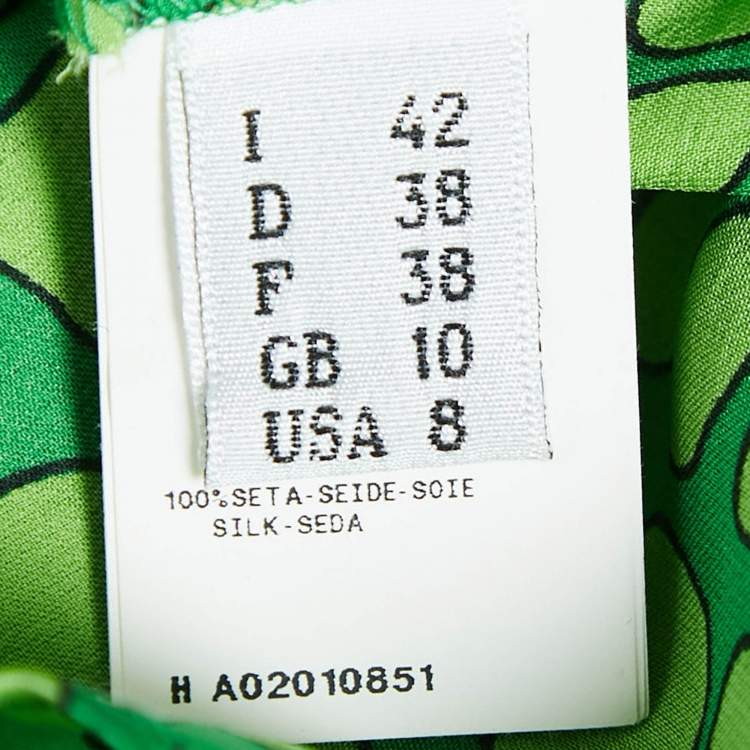 I 42
D 38
F 38
GB 10
USA 8
100%SETA-SEIDE-SOIE
SILK-SEDA
H A02010851